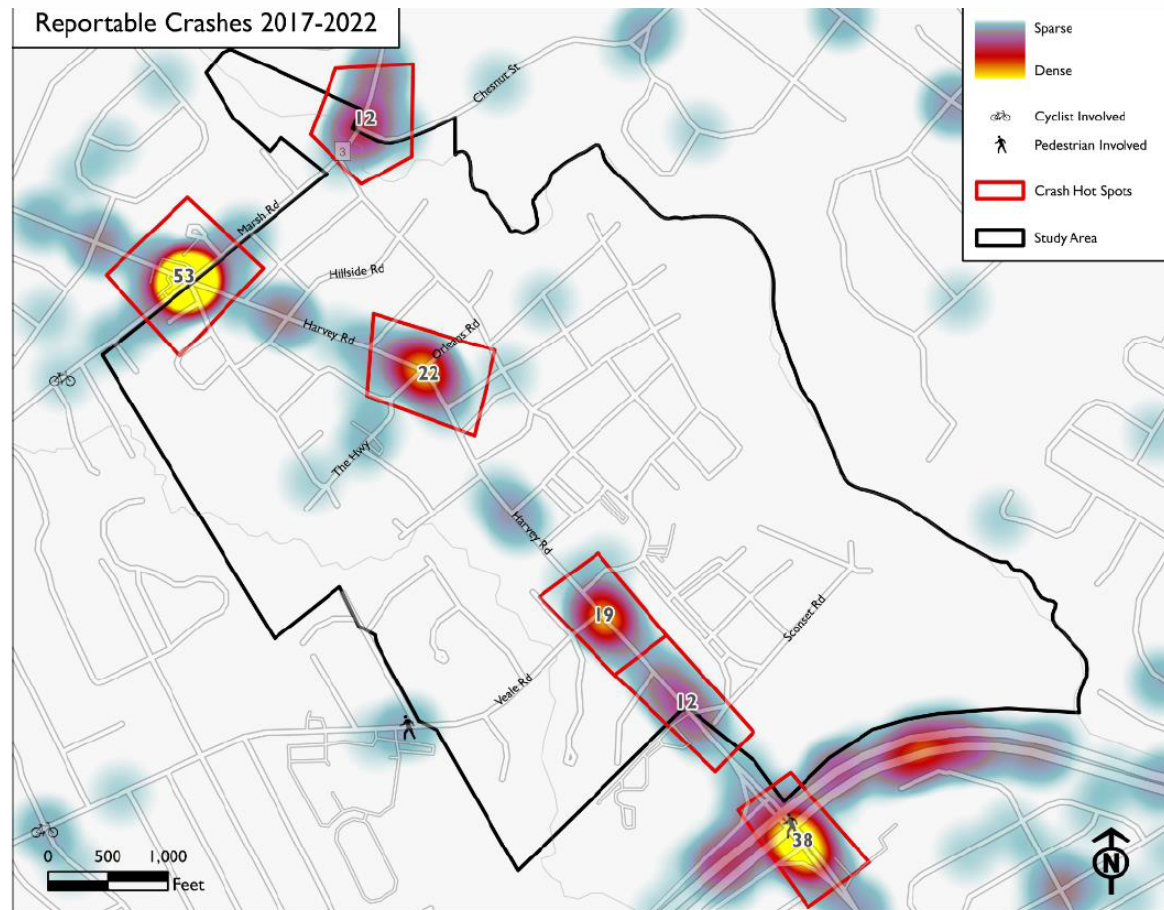 Reportable Crashes 2017-2022
Sparse
Dense
Cyclist Involved
Pedestrian Involved
Crash Hot Spots
Study Area
Chesnut St
12
3
Marsh Rd
53
Hillside Rd
Harvey Rd
Orleans Rd
22
The Hwy
Harvey Rd
19
Sconset Rd
Veale Rd
12
38
0 500 1,000
Feet
N